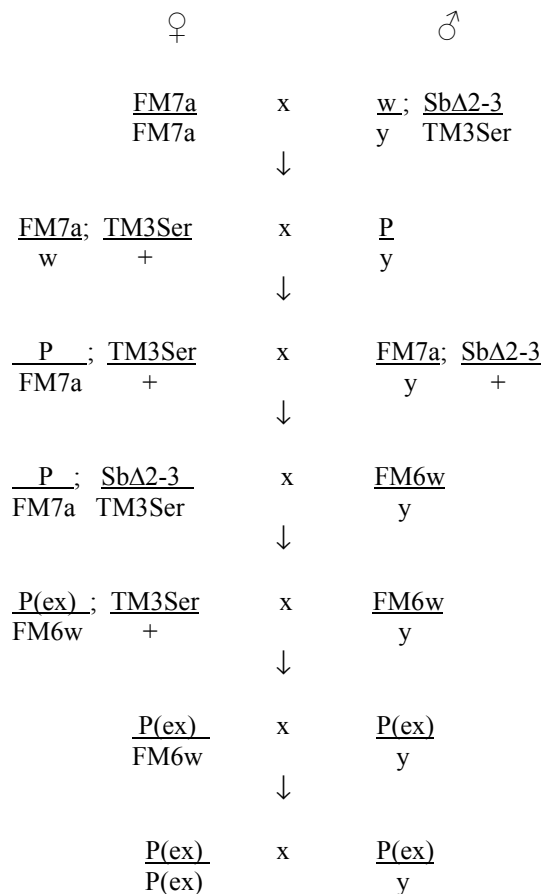 ♀ ♂
FM7a x w ; SbΔ2-3
FM7a y TM3Ser
↓
FM7a; TM3Ser x P
w + y
↓
P ; TM3Ser x FM7a; SbΔ2-3
FM7a + y +
↓
P ; SbΔ2-3 x FM6w
FM7a TM3Ser y
↓
P(ex) ; TM3Ser x FM6w
FM6w + y
↓
P(ex) x P(ex)
FM6w y
↓
P(ex) x P(ex)
P(ex) y